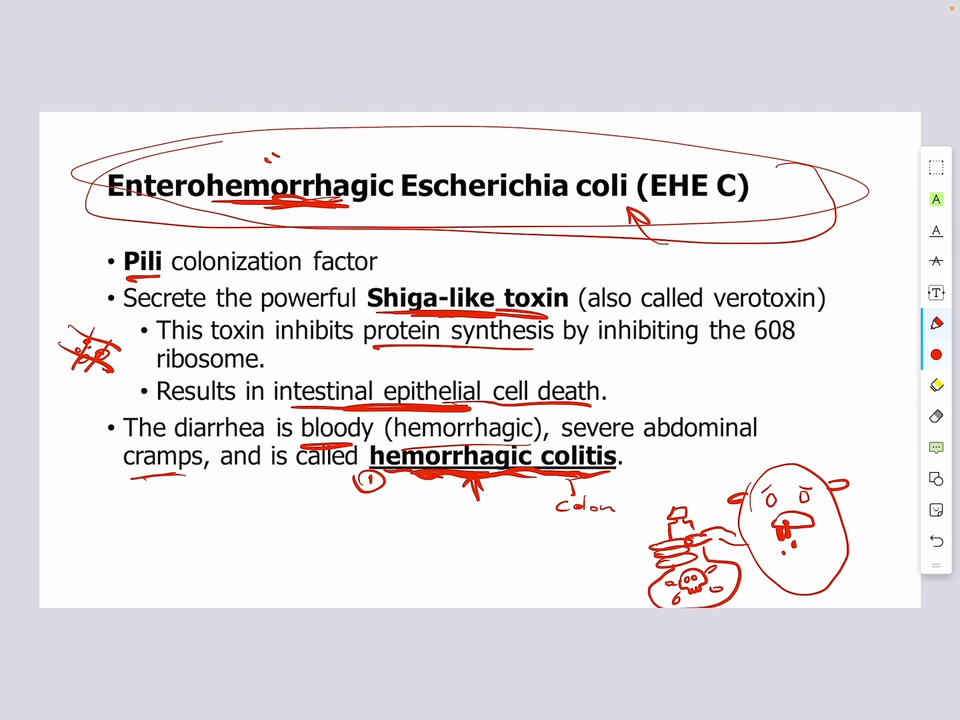 Enterohemorrhagic Escherichia coli (EHE C)
• Pili colonization factor
• Secrete the powerful Shiga-like toxin (also called verotoxin)
• This toxin inhibits protein synthesis by inhibiting the 608
ribosome.
• Results in intestinal epithelial cell death.
• The diarrhea is bloody (hemorrhagic), severe abdominal
cramps, and is called hemorrhagic colitis.
1
Colon